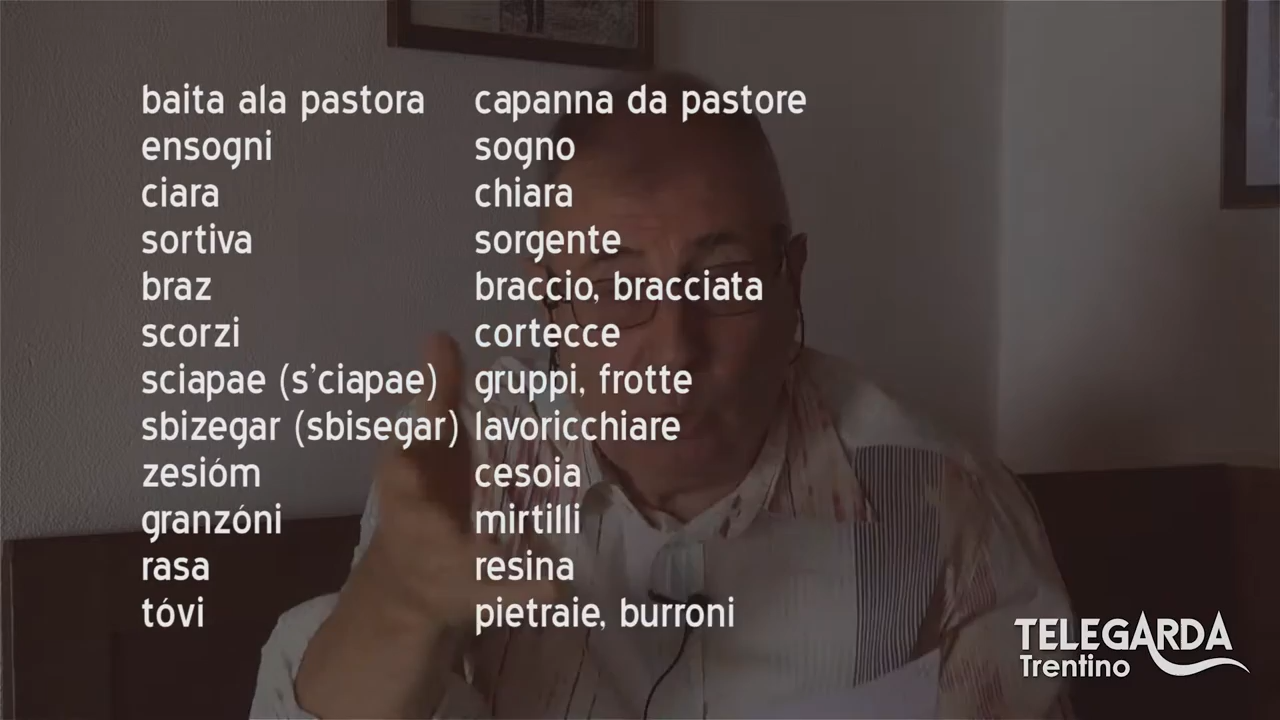 baita ala pastora capanna da pastore
ensogni sogno
ciara chiara
sortiva sorgente
braz braccio, bracciata
scorzi cortecce
sciapae (s'ciapae) gruppi, frotte
sbizegar (sbisegar) lavoricchiare
zesióm cesoia
granzóni mirtilli
rasa resina
tóvi pietraie, burroni
TELEGARDA
Trentino